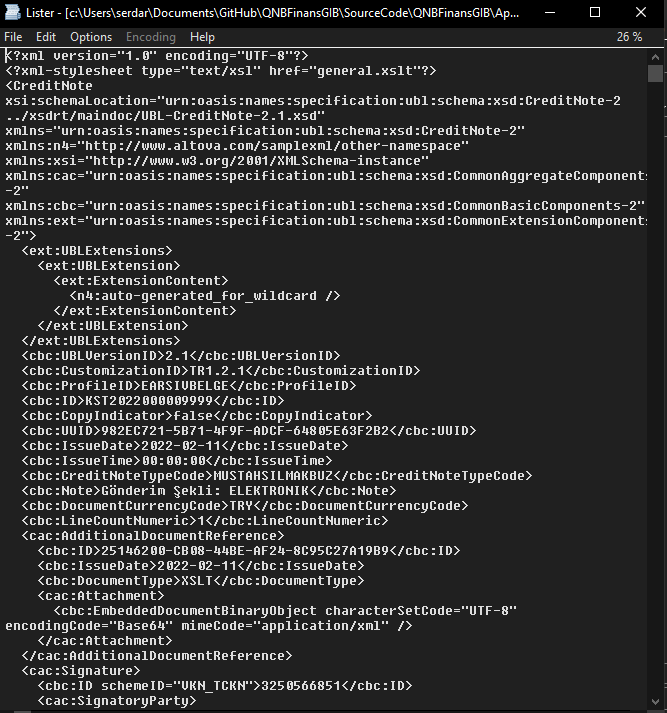 Lister - [c:\Users\serdar\Documents\GitHub\QNBFinansGIB\SourceCode\QNBFinansGIB\Ap...
File Edit Options Encoding Help 26 %
<?xml version="1.0" encoding="UTF-8"?>
<?xml-stylesheet type="text/xsl" href="general.xslt"?>
<CreditNote
xsi:schemaLocation="urn:oasis:names:specification:ubl:schema:xsd:CreditNote-2
../xsdrt/maindoc/UBL-CreditNote-2.1.xsd"
xmlns="urn:oasis:names:specification:ubl:schema:xsd:CreditNote-2"
xmlns:n4="http://www.altova.com/samplexml/other-namespace"
xmlns:xsi="http://www.w3.org/2001/XMLSchema-instance"
xmlns:cac="urn:oasis:names:specification:ubl:schema:xsd:CommonAggregateComponents
-2"
xmlns:cbc="urn:oasis:names:specification:ubl:schema:xsd:CommonBasicComponents-2"
xmlns:ext="urn:oasis:names:specification:ubl:schema:xsd:CommonExtensionComponents
-2">
<ext:UBLExtensions>
<ext:UBLExtension>
<ext:ExtensionContent>
<n4:auto-generated_for_wildcard />
</ext:ExtensionContent>
</ext:UBLExtension>
</ext:UBLExtensions>
<cbc:UBLVersionID>2.1</cbc:UBLVersionID>
<cbc:CustomizationID>TR1.2.1</cbc:CustomizationID>
<cbc:ProfileID>EARSIVBELGE</cbc:ProfileID>
<cbc:ID>KST2022000009999</cbc:ID>
<cbc:CopyIndicator>false</cbc:CopyIndicator>
<cbc:UUID>982EC721-5B71-4F9F-ADCF-64805E63F2B2</cbc:UUID>
<cbc:IssueDate>2022-02-11</cbc:IssueDate>
<cbc:IssueTime>00:00:00</cbc:IssueTime>
<cbc:CreditNoteTypeCode>MUSTAHSILMAKBUZ</cbc:CreditNoteTypeCode>
<cbc:Note>Gönderim Şekli: ELEKTRONIK</cbc:Note>
<cbc:DocumentCurrencyCode>TRY</cbc:DocumentCurrencyCode>
<cbc:LineCountNumeric>1</cbc:LineCountNumeric>
<cac:AdditionalDocumentReference>
<cbc:ID>25146200-CB08-44BE-AF24-8C95C27A19B9</cbc:ID>
<cbc:IssueDate>2022-02-11</cbc:IssueDate>
<cbc:DocumentType>XSLT</cbc:DocumentType>
<cac:Attachment>
<cbc:EmbeddedDocumentBinaryObject characterSetCode="UTF-8"
encodingCode="Base64" mimeCode="application/xml" />
</cac:Attachment>
</cac:AdditionalDocumentReference>
<cac:Signature>
<cbc:ID schemeID="VKN_TCKN">3250566851</cbc:ID>
<cac:SignatoryParty>